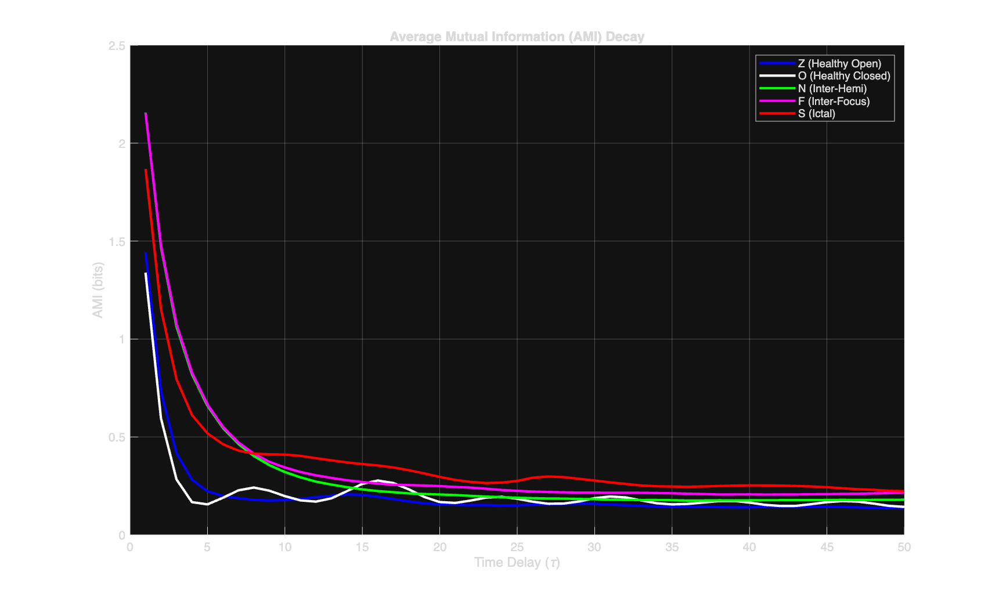 Average Mutual Information (AMI) Decay
2.5
2
1.5
1
0.5
0
AMI (bits)
Z (Healthy Open)
O (Healthy Closed)
N (Inter-Hemi)
F (Inter-Focus)
S (Ictal)
0 5 10 15 20 25 30 35 40 45 50
Time Delay (τ)